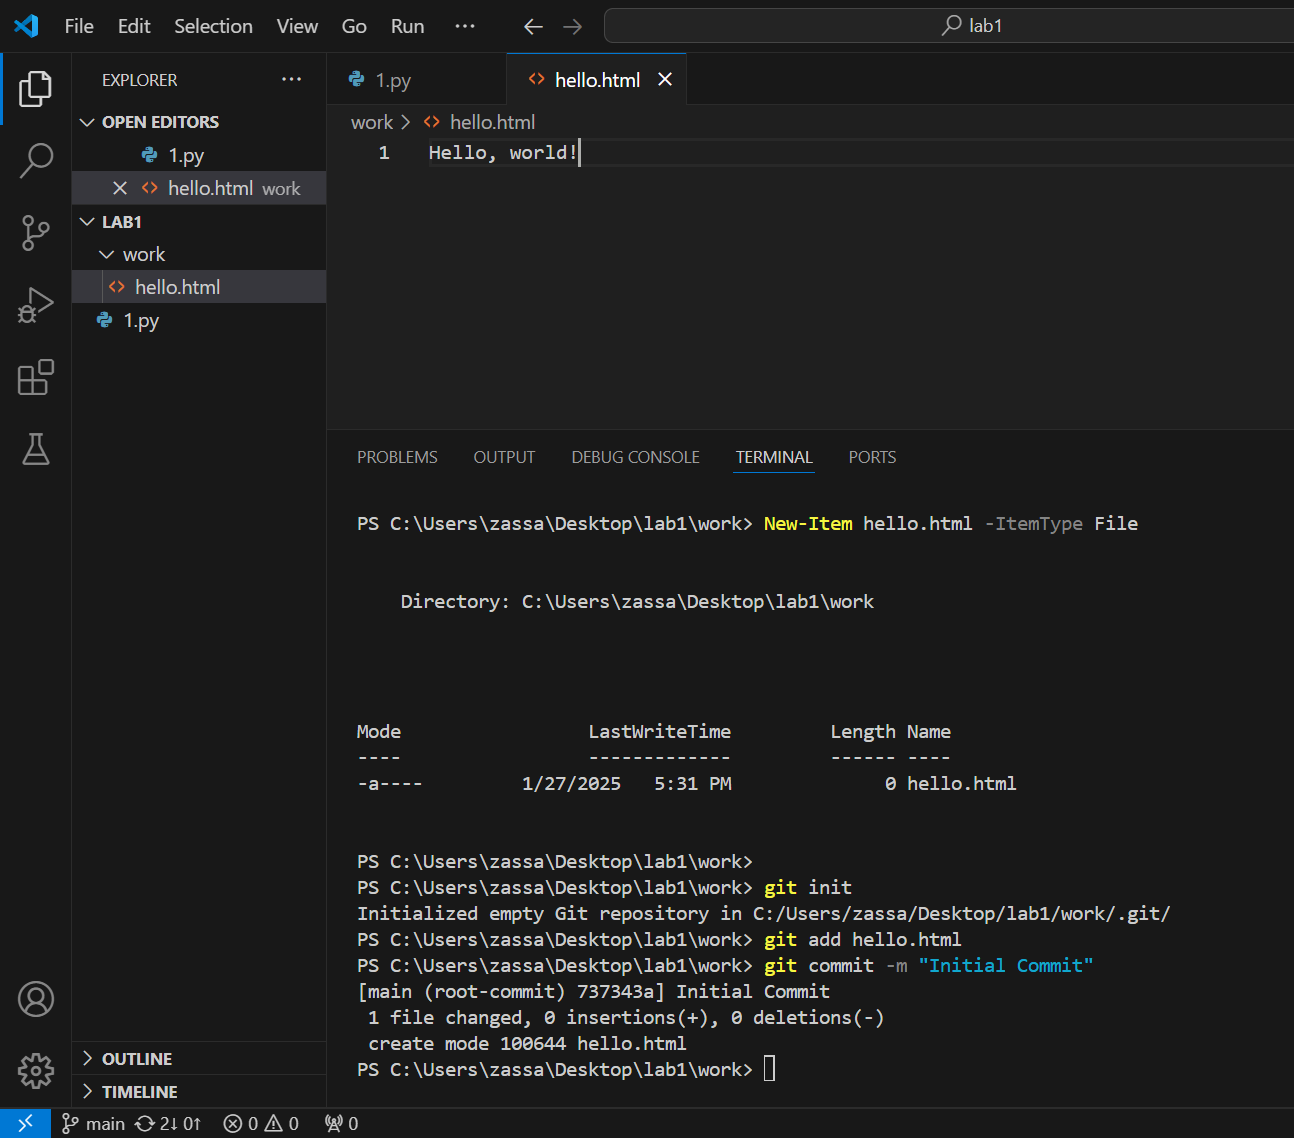 File Edit Selection View Go Run ··· lab1
EXPLORER ···
OPEN EDITORS
1.py
hello.html work
LAB1
work
hello.html
1.py
OUTLINE
TIMELINE
1.py hello.html
work > hello.html
1 Hello, world!
PROBLEMS OUTPUT DEBUG CONSOLE TERMINAL PORTS
PS C:\Users\zassa\Desktop\lab1\work> New-Item hello.html -ItemType File
Directory: C:\Users\zassa\Desktop\lab1\work
Mode LastWriteTime Length Name
---- ------------- ------ ----
-a---- 1/27/2025 5:31 PM 0 hello.html
PS C:\Users\zassa\Desktop\lab1\work>
PS C:\Users\zassa\Desktop\lab1\work> git init
Initialized empty Git repository in C:/Users/zassa/Desktop/lab1/work/.git/
PS C:\Users\zassa\Desktop\lab1\work> git add hello.html
PS C:\Users\zassa\Desktop\lab1\work> git commit -m "Initial Commit"
[main (root-commit) 737343a] Initial Commit
1 file changed, 0 insertions(+), 0 deletions(-)
create mode 100644 hello.html
PS C:\Users\zassa\Desktop\lab1\work>
main 2↓ 0↑ 0 0 0